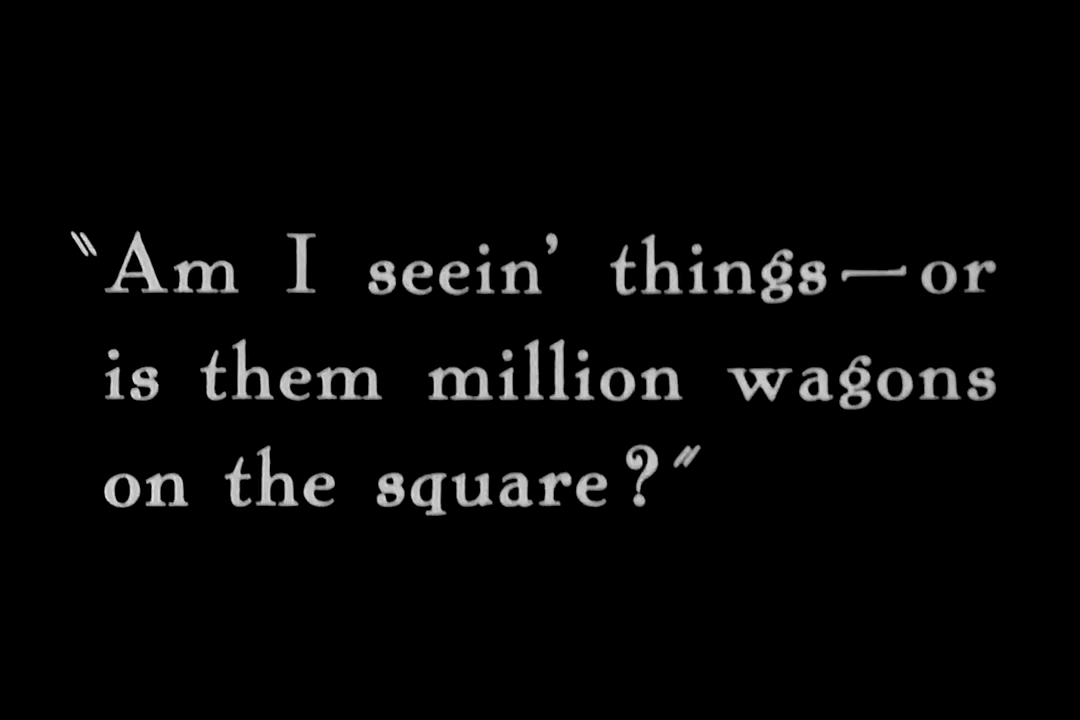 "Am I seein' things—or
is them million wagons
on the square?"